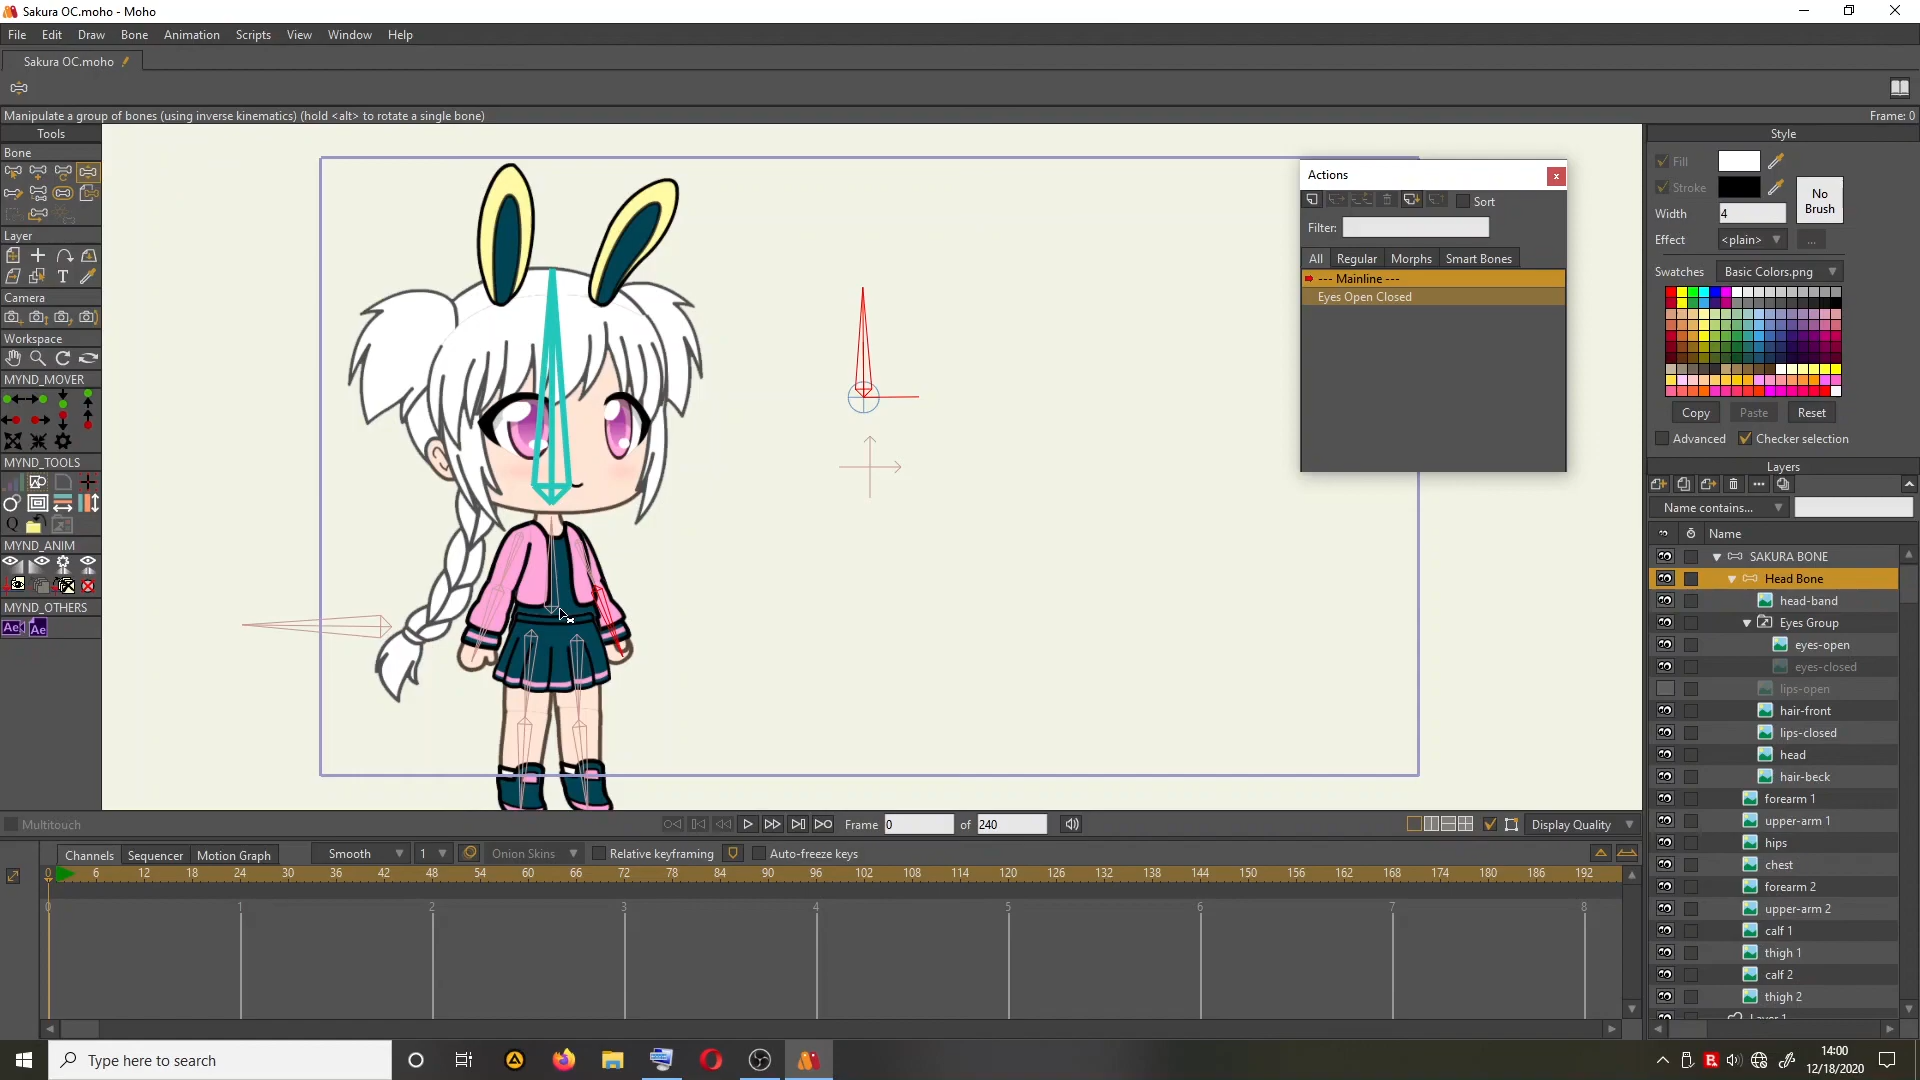 Sakura OC.moho - Moho
File Edit Draw Bone Animation Scripts View Window Help
Sakura OC.moho
Manipulate a group of bones (using inverse kinematics) (hold <alt> to rotate a single bone) Frame: 0
Tools
Bone
Layer
T
Camera
Workspace
MYND_MOVER
MYND_TOOLS
Q
MYND_ANIM
MYND_OTHERS
Ae Ae
Actions
x
Sort
Filter:
All Regular Morphs Smart Bones
--- Mainline ---
Eyes Open Closed
Style
Fill
Stroke
No Brush
Width 4
Effect <plain> ...
Swatches Basic Colors.png
Copy Paste Reset
Advanced Checker selection
Layers
Name contains...
Name
SAKURA BONE
Head Bone
head-band
Eyes Group
eyes-open
eyes-closed
lips-open
hair-front
lips-closed
head
hair-beck
forearm 1
upper-arm 1
hips
chest
forearm 2
upper-arm 2
calf 1
thigh 1
calf 2
thigh 2
Layer 1
Multitouch
Frame 0 of 240
Display Quality
Channels Sequencer Motion Graph Smooth 1 Onion Skins Relative keyframing Auto-freeze keys
0 6 12 18 24 30 36 42 48 54 60 66 72 78 84 90 96 102 108 114 120 126 132 138 144 150 156 162 168 174 180 186 192
0 1 2 3 4 5 6 7 8
Type here to search
14:00
12/18/2020